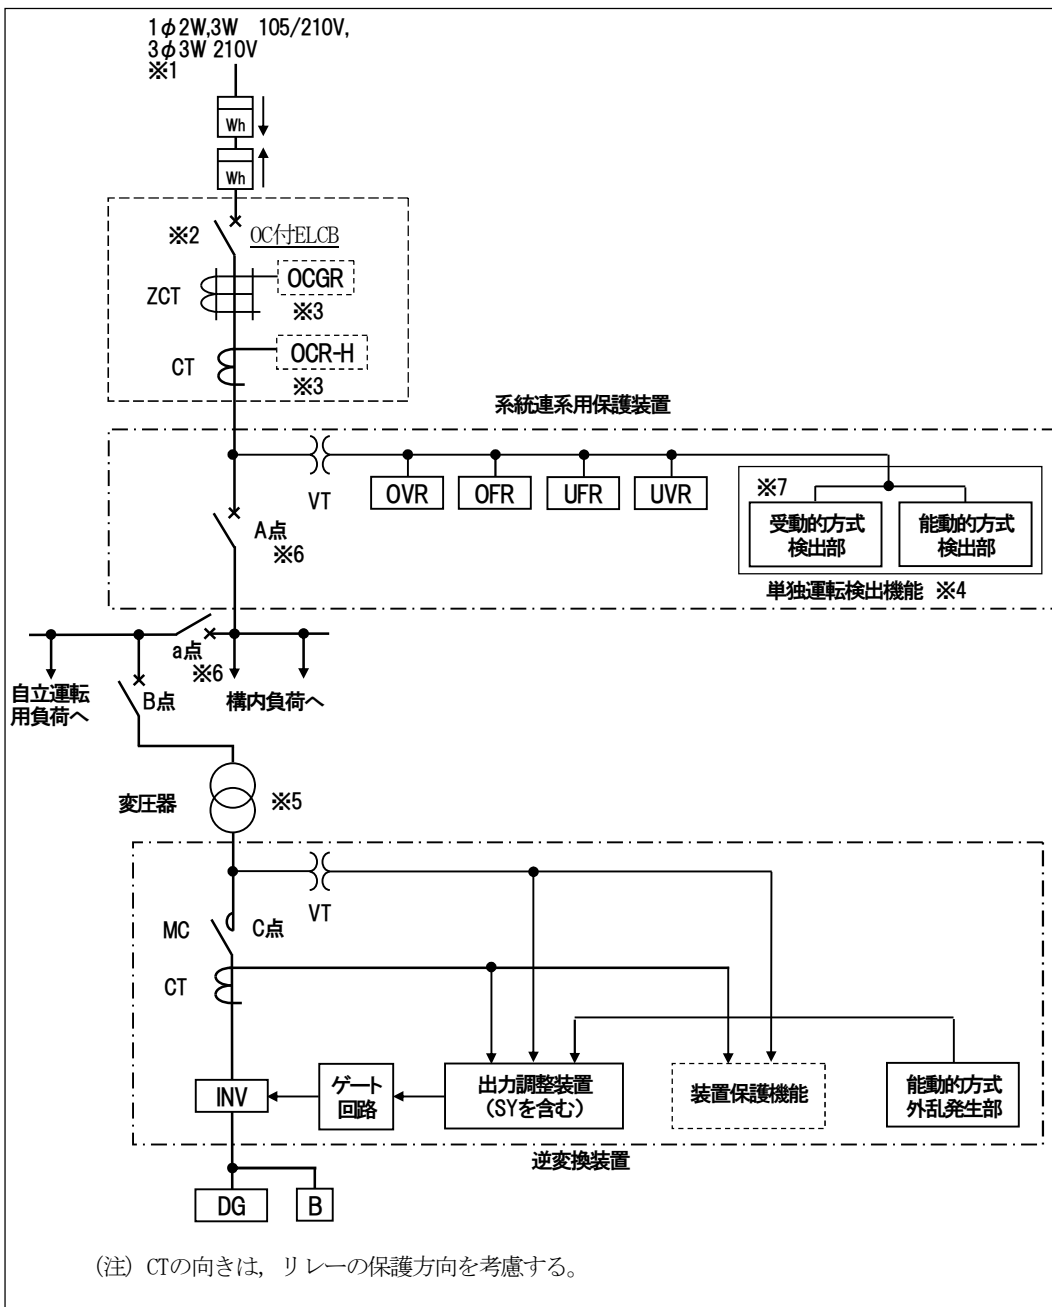 1φ2W,3W 105/210V,
3φ3W 210V
※1
Wh
Wh
※2
OC付ELCB
ZCT
OCGR
※3
CT
OCR-H
※3
系統連系用保護装置
VT
OVR
OFR
UFR
UVR
※7
受動的方式
検出部
能動的方式
検出部
単独運転検出機能 ※4
A点
※6
a点
※6
自立運転
用負荷へ
B点
構内負荷へ
変圧器
※5
VT
MC
C点
CT
INV
ゲート
回路
出力調整装置
(SYを含む)
装置保護機能
能動的方式
外乱発生部
逆変換装置
DG
B
(注) CTの向きは，リレーの保護方向を考慮する。